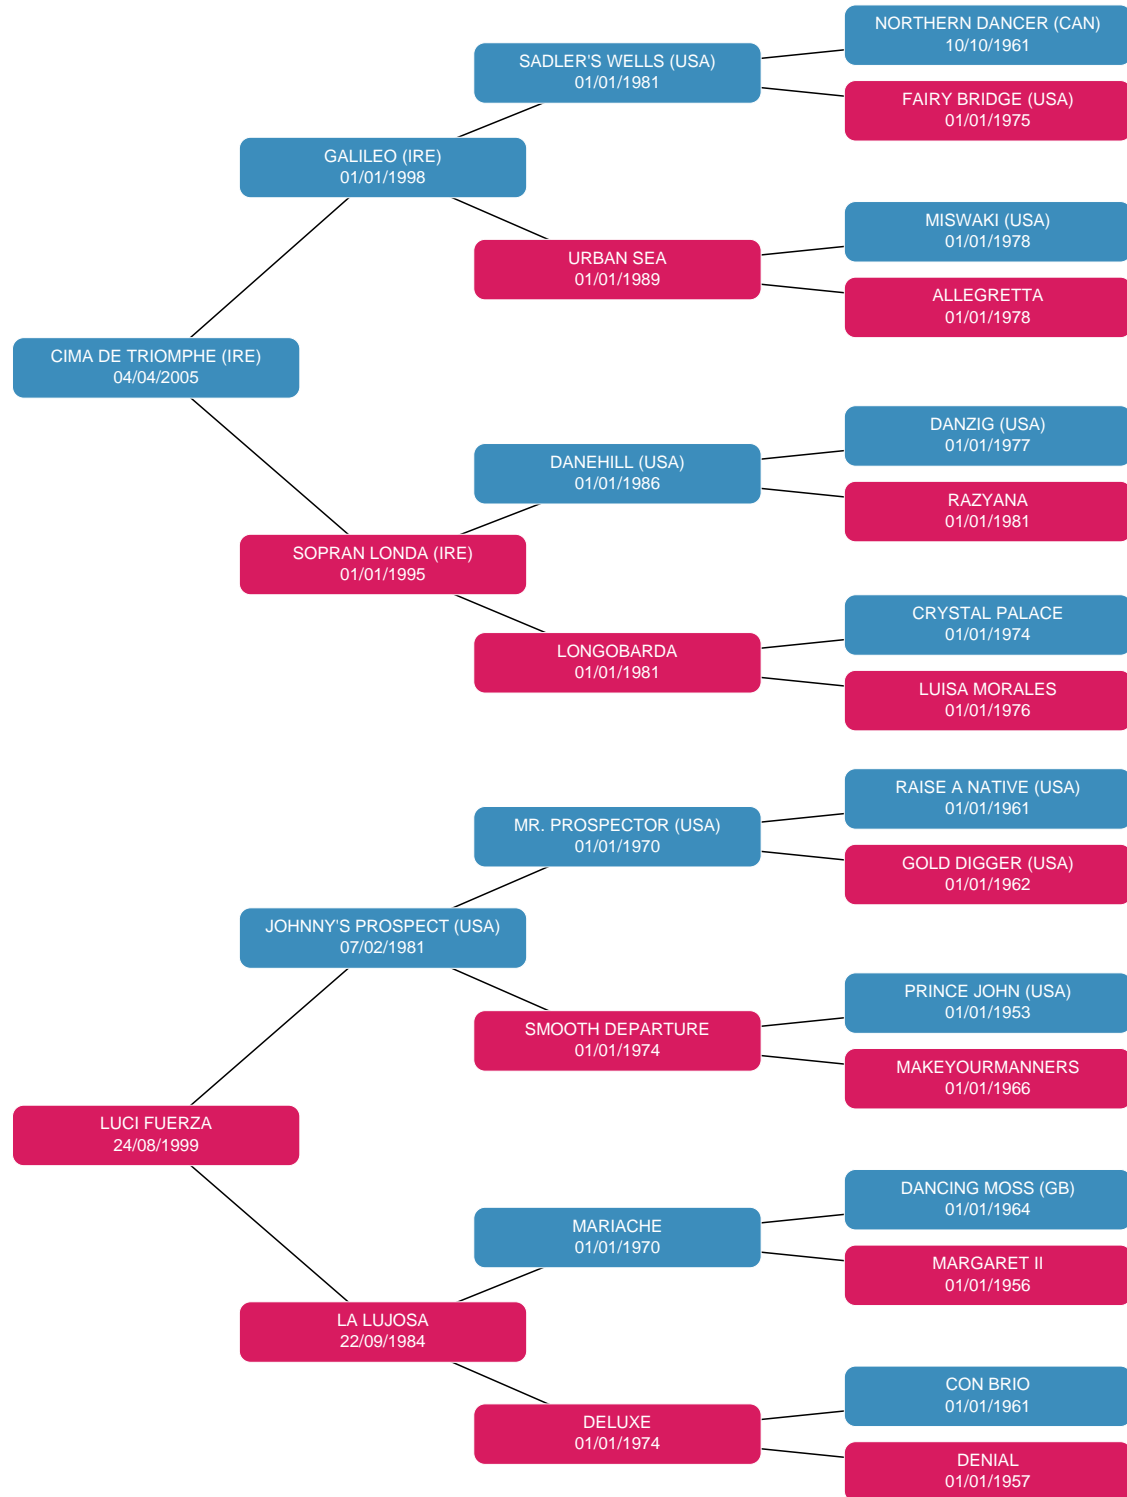 NORTHERN DANCER (CAN)
10/10/1961
SADLER'S WELLS (USA)
01/01/1981
FAIRY BRIDGE (USA)
01/01/1975
GALILEO (IRE)
01/01/1998
MISWAKI (USA)
01/01/1978
URBAN SEA
01/01/1989
ALLEGRETTA
01/01/1978
CIMA DE TRIOMPHE (IRE)
04/04/2005
DANZIG (USA)
01/01/1977
DANEHILL (USA)
01/01/1986
RAZYANA
01/01/1981
SOPRAN LONDA (IRE)
01/01/1995
CRYSTAL PALACE
01/01/1974
LONGOBARDA
01/01/1981
LUISA MORALES
01/01/1976
RAISE A NATIVE (USA)
01/01/1961
MR. PROSPECTOR (USA)
01/01/1970
GOLD DIGGER (USA)
01/01/1962
JOHNNY'S PROSPECT (USA)
07/02/1981
PRINCE JOHN (USA)
01/01/1953
SMOOTH DEPARTURE
01/01/1974
MAKEYOURMANNERS
01/01/1966
LUCI FUERZA
24/08/1999
DANCING MOSS (GB)
01/01/1964
MARIACHE
01/01/1970
MARGARET II
01/01/1956
LA LUJOSA
22/09/1984
CON BRIO
01/01/1961
DELUXE
01/01/1974
DENIAL
01/01/1957